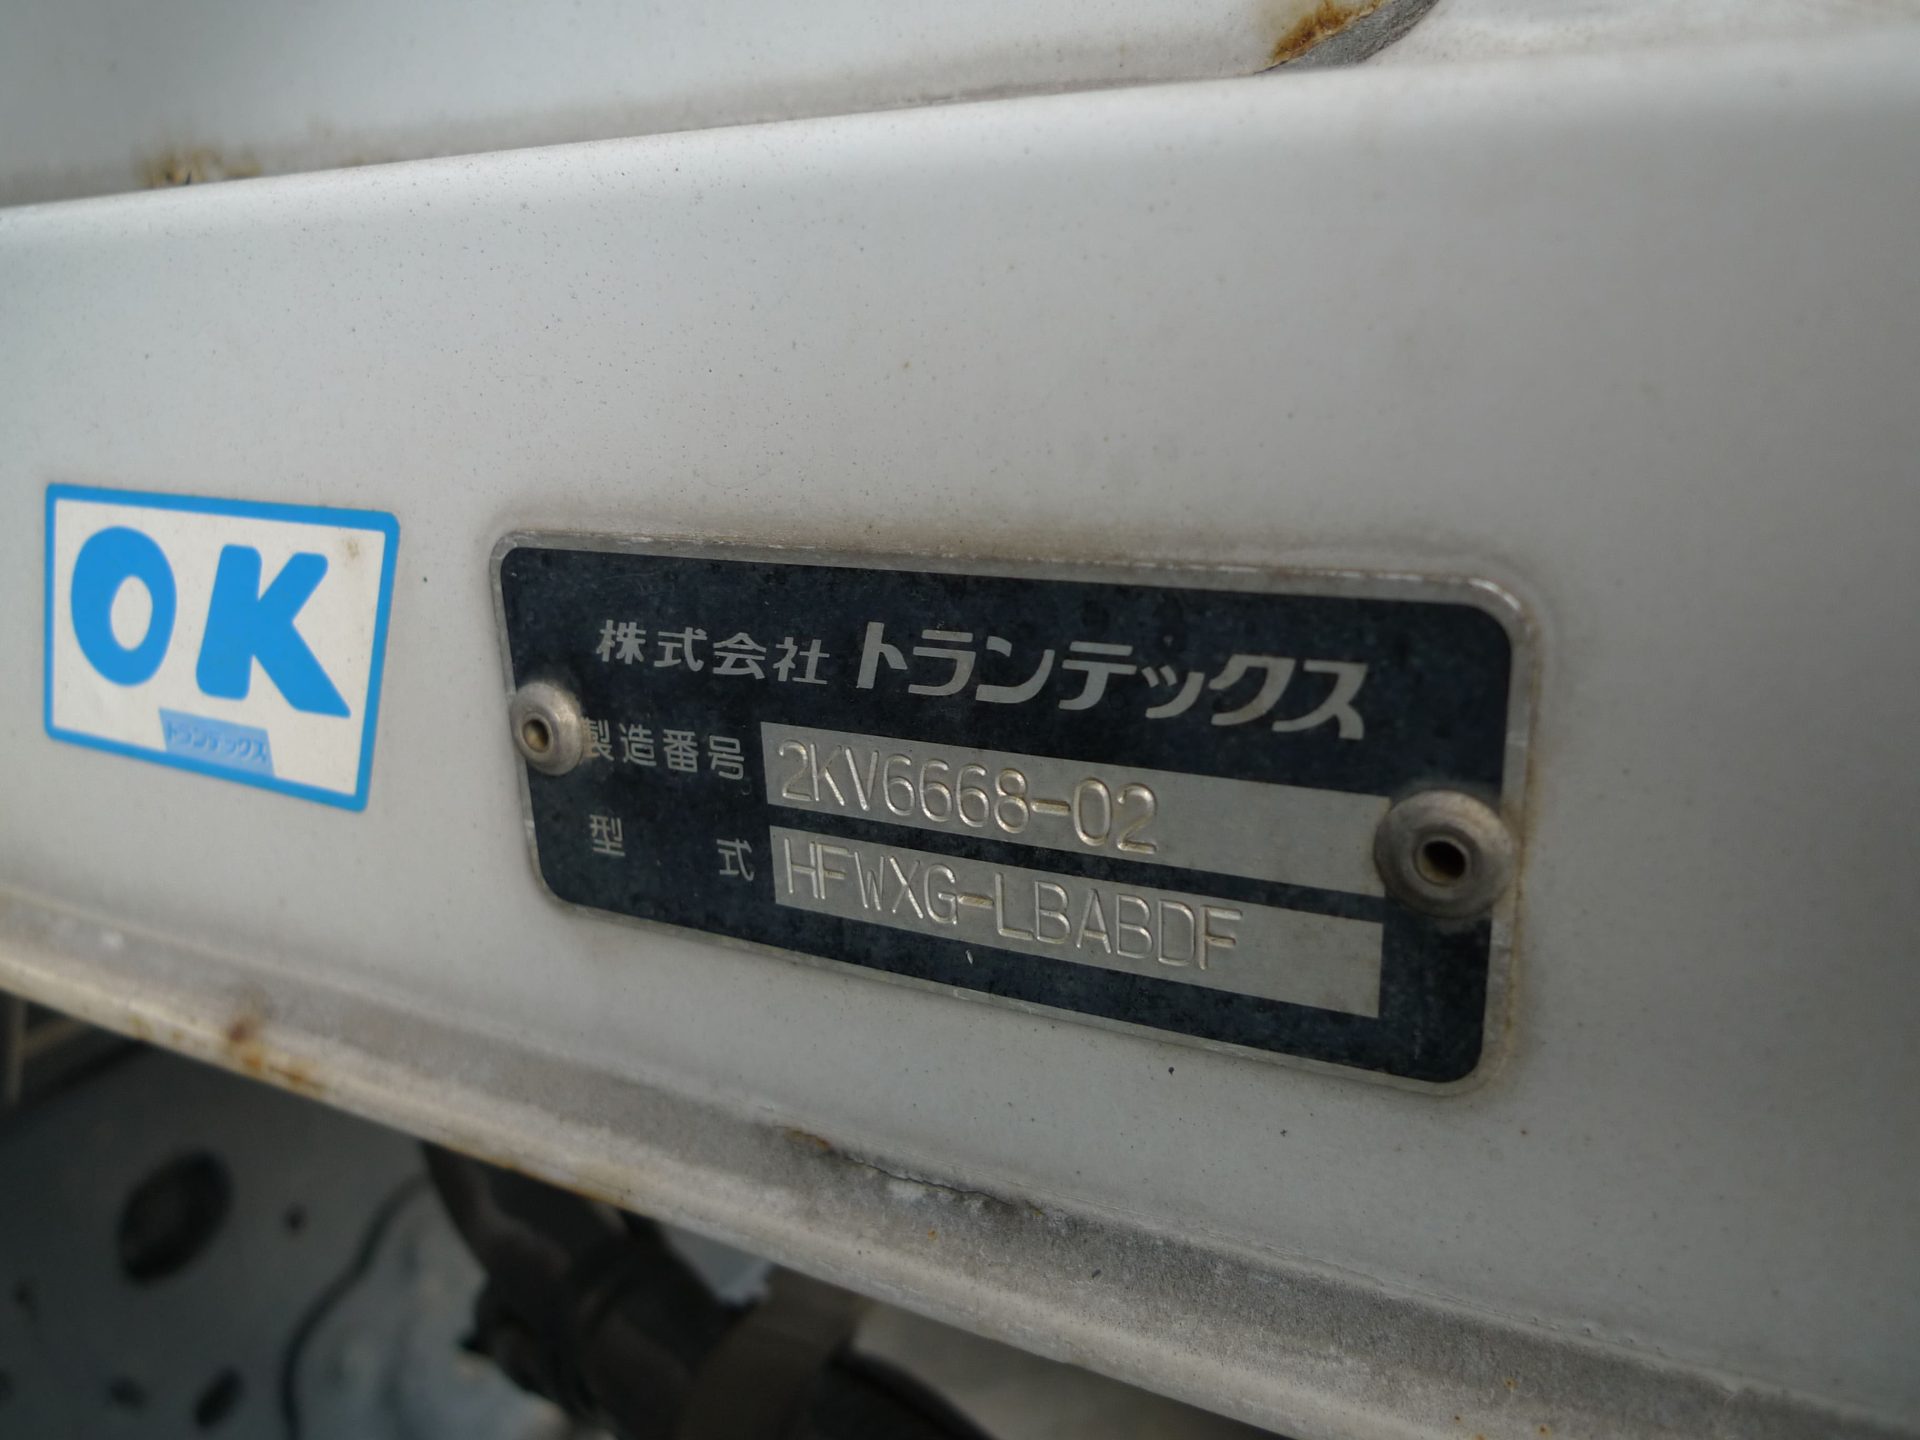 OK
トランテックス
株式会社 トランテックス
製造番号 2KV6668-02
型式 HFWXG-LBABDF